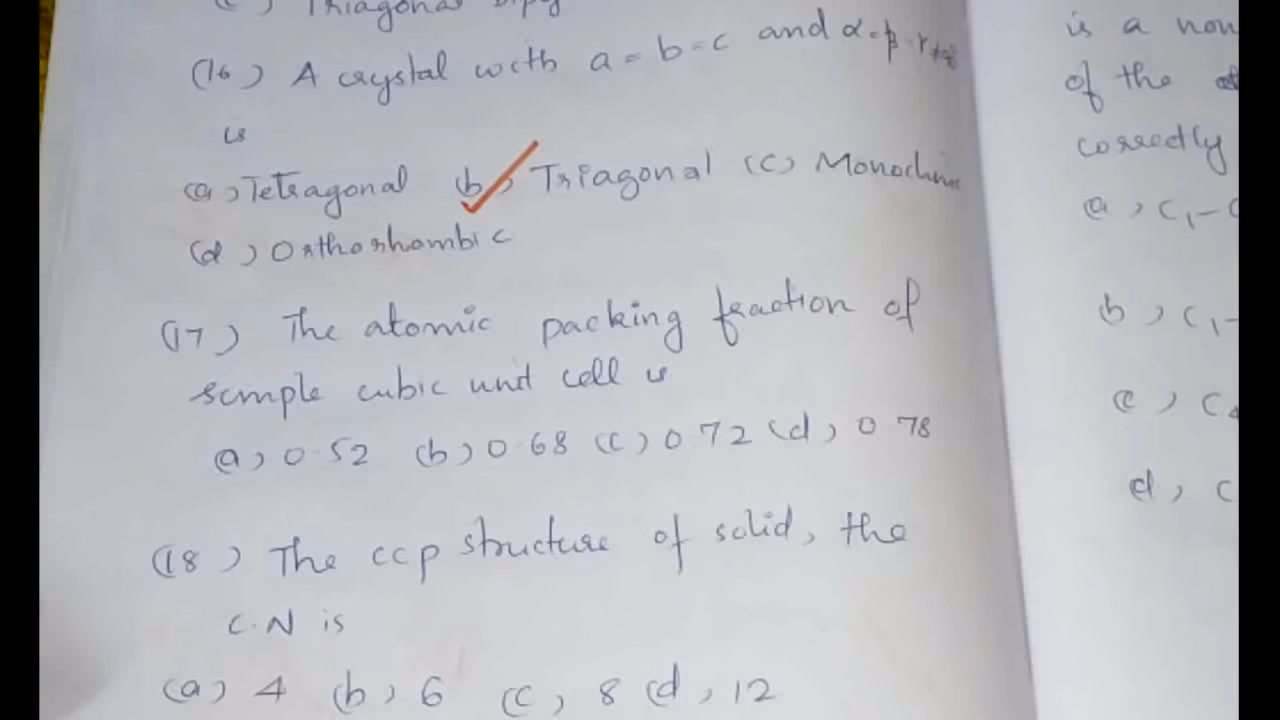 Triagonal
(16) A crystal with a = b = c and α = β = γ ≠
is
(a) Tetragonal (b) Triagonal (c) Monoclinic
(d) Orthorhombic
(17) The atomic packing fraction of
simple cubic unit cell is
(a) 0.52 (b) 0.68 (c) 0.72 (d) 0.78
(18) The ccp structure of solid, the
C.N is
(a) 4 (b) 6 (c) 8 (d) 12
is a non
of the
correctly
a) C₁-
b) C₁-
c) C
d) C